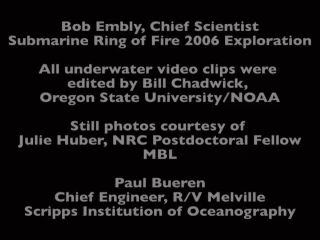 Bob Embly, Chief Scientist
Submarine Ring of Fire 2006 Exploration
All underwater video clips were
edited by Bill Chadwick,
Oregon State University/NOAA
Still photos courtesy of
Julie Huber, NRC Postdoctoral Fellow
MBL
Paul Bueren
Chief Engineer, R/V Melville
Scripps Institution of Oceanography